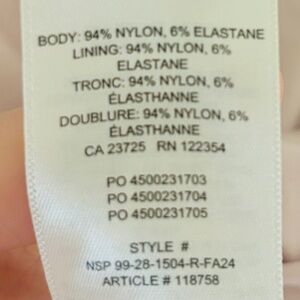 BODY: 94% NYLON, 6% ELASTANE
LINING: 94% NYLON, 6%
ELASTANE
TRONC: 94% NYLON, 6%
ÉLASTHANNE
DOUBLURE: 94% NYLON, 6%
ÉLASTHANNE
CA 23725 RN 122354
PO 4500231703
PO 4500231704
PO 4500231705
STYLE #
NSP 99-28-1504-R-FA24
ARTICLE # 118758